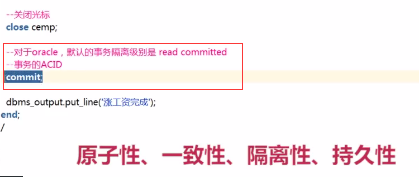 --关闭光标
close cemp;
--对于oracle，默认的事务隔离级别是 read committed
--事务的ACID
commit;
dbms_output.put_line('涨工资完成');
end;
/
原子性、一致性、隔离性、持久性